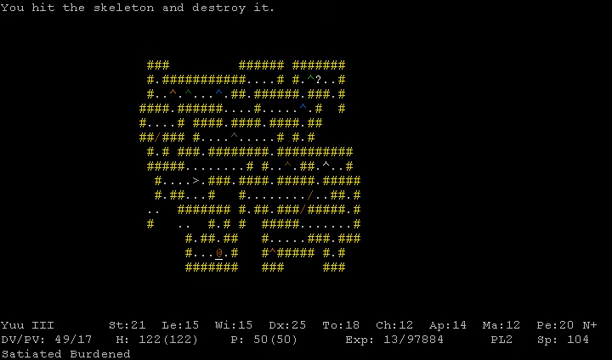 You hit the skeleton and destroy it.
Yuu III St:21 Le:15 Wi:15 Dx:25 To:18 Ch:12 Ap:14 Ma:12 Pe:20 N+
DV/PV: 49/17 H: 122(122) P: 50(50) Exp: 13/97884 PL2 Sp: 104
Satiated Burdened